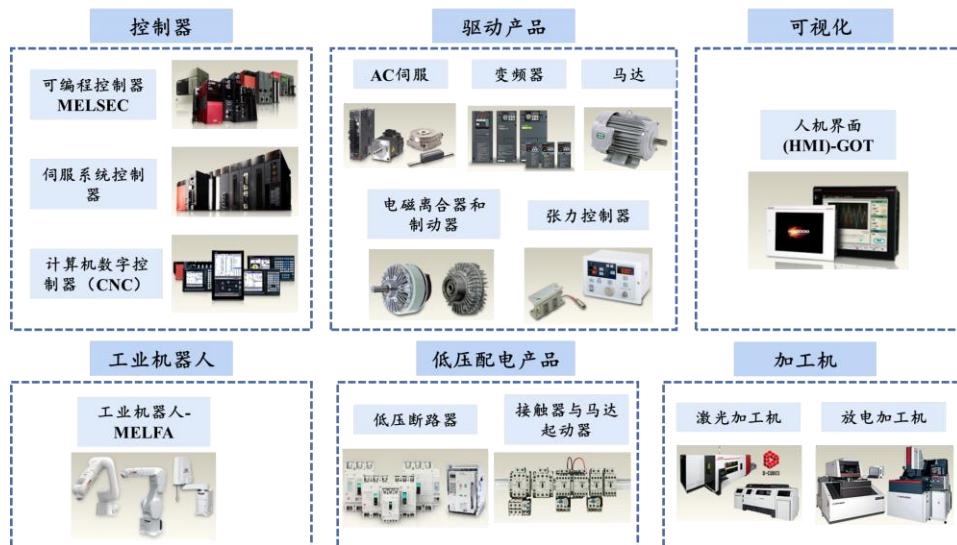 控制器
可编程控制器
MELSEC
伺服系统控制
器
计算机数字控
制器（CNC）
驱动产品
AC伺服
变频器
马达
电磁离合器和
制动器
张力控制器
可视化
人机界面
(HMI)-GOT
工业机器人
工业机器人-
MELFA
低压配电产品
低压断路器
接触器与马达
起动器
加工机
激光加工机
放电加工机